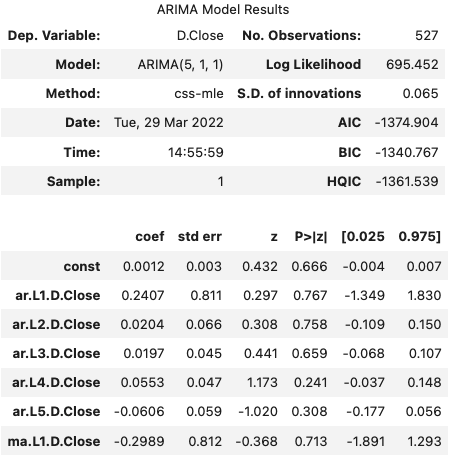 ARIMA Model Results
Dep. Variable: D.Close No. Observations: 527
Model: ARIMA(5, 1, 1) Log Likelihood 695.452
Method: css-mle S.D. of innovations 0.065
Date: Tue, 29 Mar 2022 AIC -1374.904
Time: 14:55:59 BIC -1340.767
Sample: 1 HQIC -1361.539
coef std err z P>|z| [0.025 0.975]
const 0.0012 0.003 0.432 0.666 -0.004 0.007
ar.L1.D.Close 0.2407 0.811 0.297 0.767 -1.349 1.830
ar.L2.D.Close 0.0204 0.066 0.308 0.758 -0.109 0.150
ar.L3.D.Close 0.0197 0.045 0.441 0.659 -0.068 0.107
ar.L4.D.Close 0.0553 0.047 1.173 0.241 -0.037 0.148
ar.L5.D.Close -0.0606 0.059 -1.020 0.308 -0.177 0.056
ma.L1.D.Close -0.2989 0.812 -0.368 0.713 -1.891 1.293